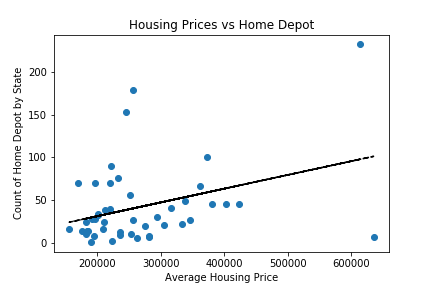 Housing Prices vs Home Depot
Count of Home Depot by State
200
150
100
50
0
200000 300000 400000 500000 600000
Average Housing Price